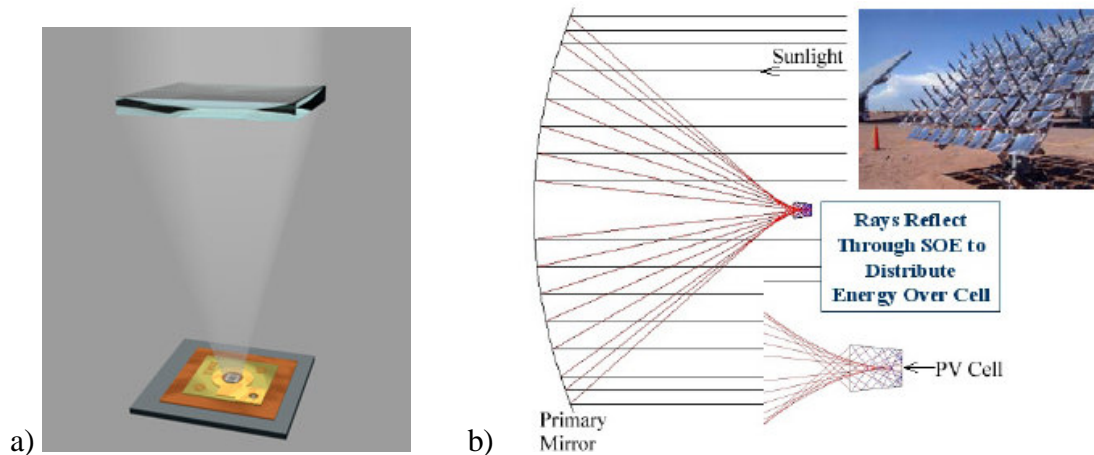 a)
b)
Sunlight
Rays Reflect
Through SOE to
Distribute
Energy Over Cell
PV Cell
Primary
Mirror